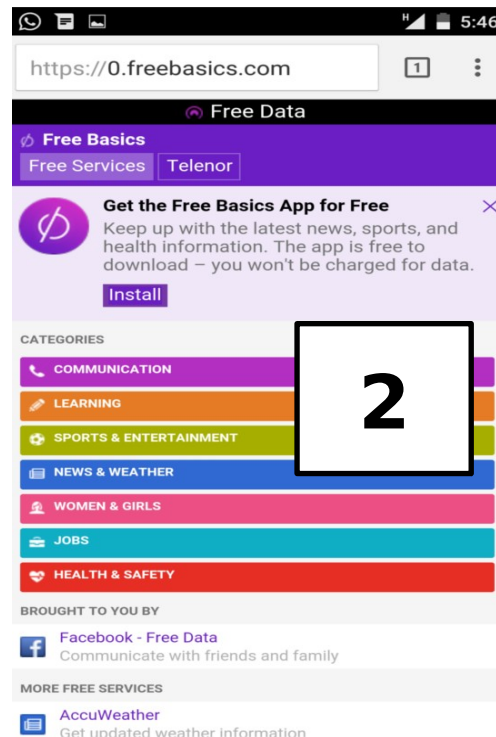 H 5:46
https://0.freebasics.com 1
Free Data
Free Basics
Free Services Telenor
Get the Free Basics App for Free
Keep up with the latest news, sports, and
health information. The app is free to
download – you won't be charged for data.
Install
CATEGORIES
COMMUNICATION
LEARNING
2
SPORTS & ENTERTAINMENT
NEWS & WEATHER
WOMEN & GIRLS
JOBS
HEALTH & SAFETY
BROUGHT TO YOU BY
Facebook - Free Data
Communicate with friends and family
MORE FREE SERVICES
AccuWeather
Get updated weather information